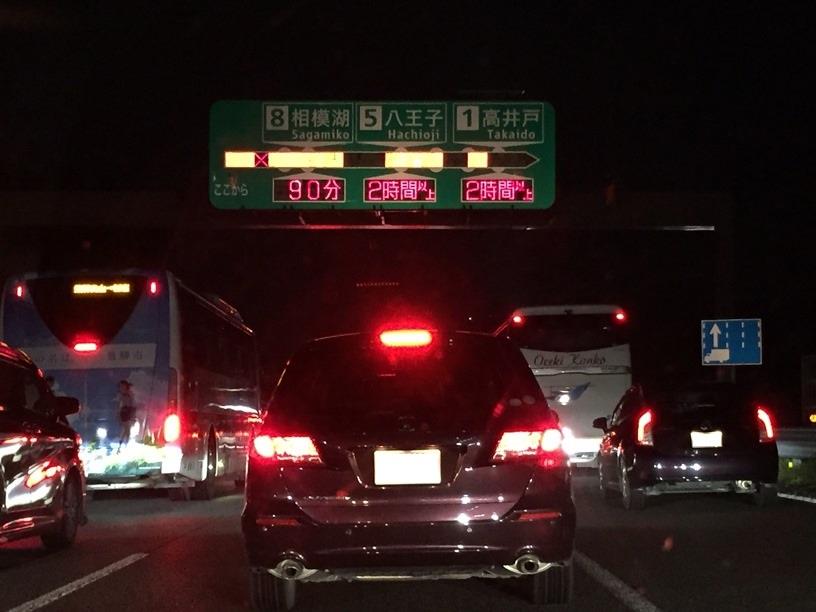 8 相模湖 5 八王子 1 高井戸
Sagamiko Hachioji Takaido
ここから 90分 2時間以上 2時間以上
Ozeki Kanko